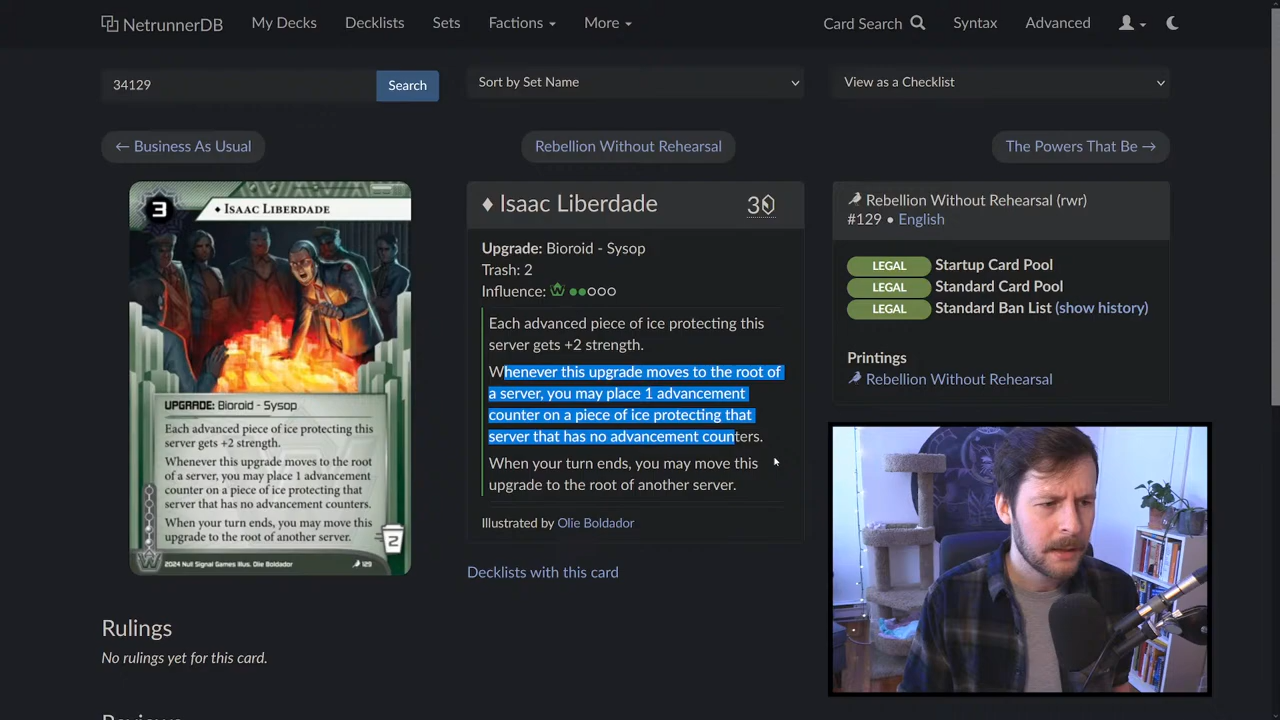 NetrunnerDB My Decks Decklists Sets Factions More Card Search Syntax Advanced
34129 Search Sort by Set Name View as a Checklist
← Business As Usual Rebellion Without Rehearsal The Powers That Be →
3 ♦ ISAAC LIBERDADE
UPGRADE: Bioroid - Sysop
Each advanced piece of ice protecting this
server gets +2 strength.
Whenever this upgrade moves to the root
of a server, you may place 1 advancement
counter on a piece of ice protecting that
server that has no advancement counters.
When your turn ends, you may move this
upgrade to the root of another server.
2
2024 Null Signal Games Illus. Olie Boldador 129
♦ Isaac Liberdade 3
Upgrade: Bioroid - Sysop
Trash: 2
Influence:
Each advanced piece of ice protecting this
server gets +2 strength.
Whenever this upgrade moves to the root of
a server, you may place 1 advancement
counter on a piece of ice protecting that
server that has no advancement counters.
When your turn ends, you may move this
upgrade to the root of another server.
Illustrated by Olie Boldador
Decklists with this card
Rebellion Without Rehearsal (rwr)
#129 • English
LEGAL Startup Card Pool
LEGAL Standard Card Pool
LEGAL Standard Ban List (show history)
Printings
Rebellion Without Rehearsal
Rulings
No rulings yet for this card.
Reviews